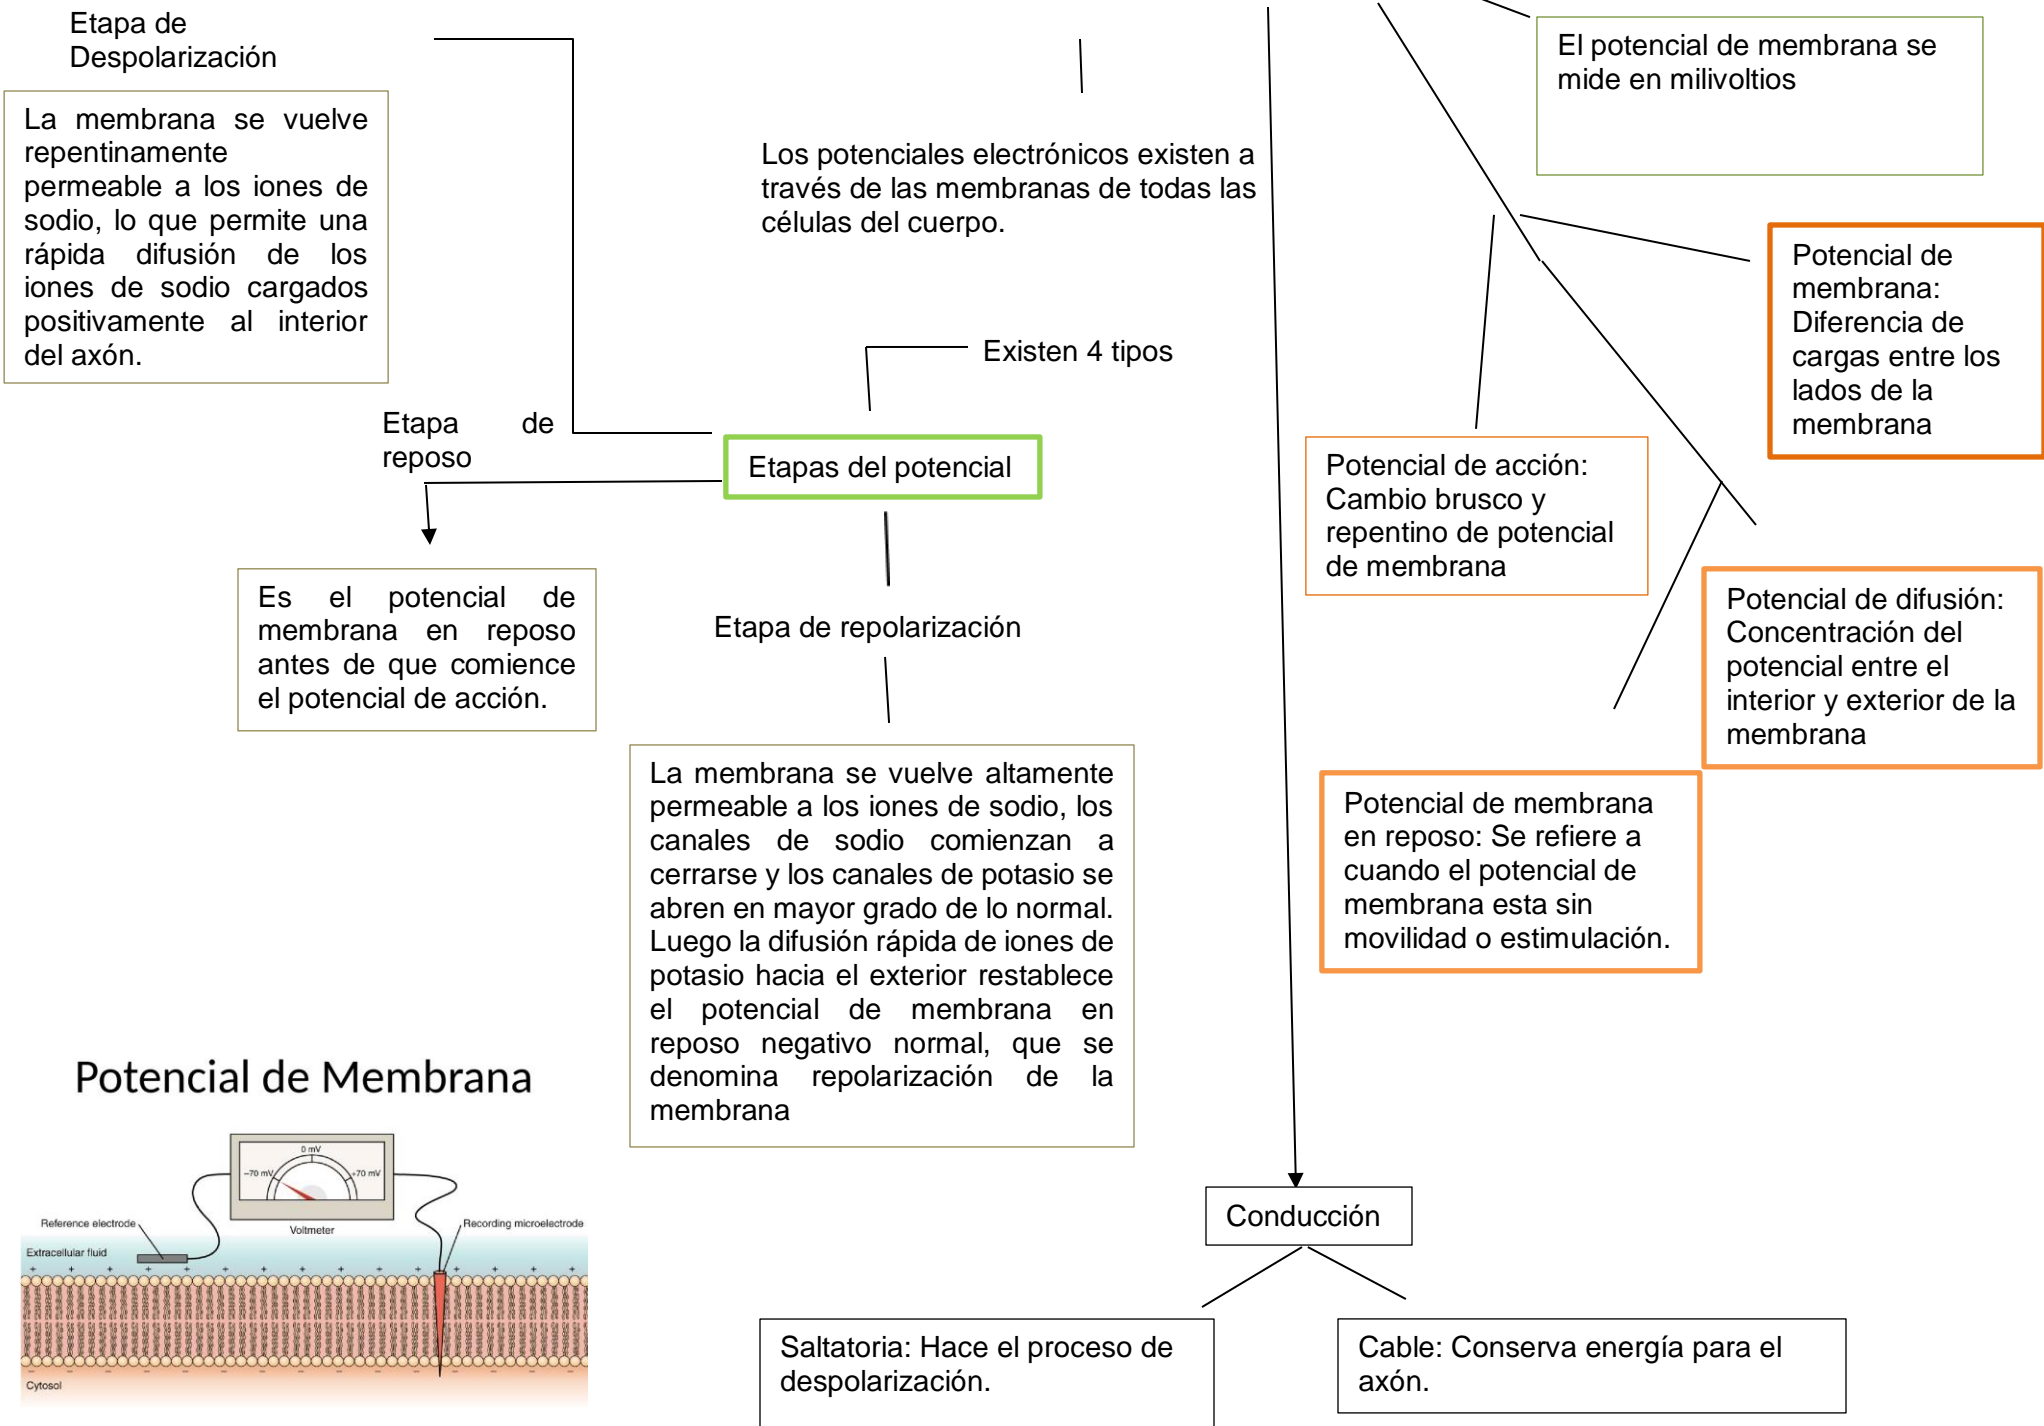 Etapa de
Despolarización
La membrana se vuelve
repentinamente
permeable a los iones de
sodio, lo que permite una
rápida difusión de los
iones de sodio cargados
positivamente al interior
del axón.
Los potenciales electrónicos existen a
través de las membranas de todas las
células del cuerpo.
El potencial de membrana se
mide en milivoltios
Potencial de
membrana:
Diferencia de
cargas entre los
lados de la
membrana
Existen 4 tipos
Etapa de
reposo
Etapas del potencial
Potencial de acción:
Cambio brusco y
repentino de potencial
de membrana
Es el potencial de
membrana en reposo
antes de que comience
el potencial de acción.
Etapa de repolarización
Potencial de difusión:
Concentración del
potencial entre el
interior y exterior de la
membrana
La membrana se vuelve altamente
permeable a los iones de sodio, los
canales de sodio comienzan a
cerrarse y los canales de potasio se
abren en mayor grado de lo normal.
Luego la difusión rápida de iones de
potasio hacia el exterior restablece
el potencial de membrana en
reposo negativo normal, que se
denomina repolarización de la
membrana
Potencial de membrana
en reposo: Se refiere a
cuando el potencial de
membrana esta sin
movilidad o estimulación.
Potencial de Membrana
0 mV
-70 mV
+70 mV
Voltmeter
Reference electrode
Recording microelectrode
Extracellular fluid
+ + + + + + + + + + + + + +
- - - - - - - - - - - - - -
Cytosol
Conducción
Saltatoria: Hace el proceso de
despolarización.
Cable: Conserva energía para el
axón.